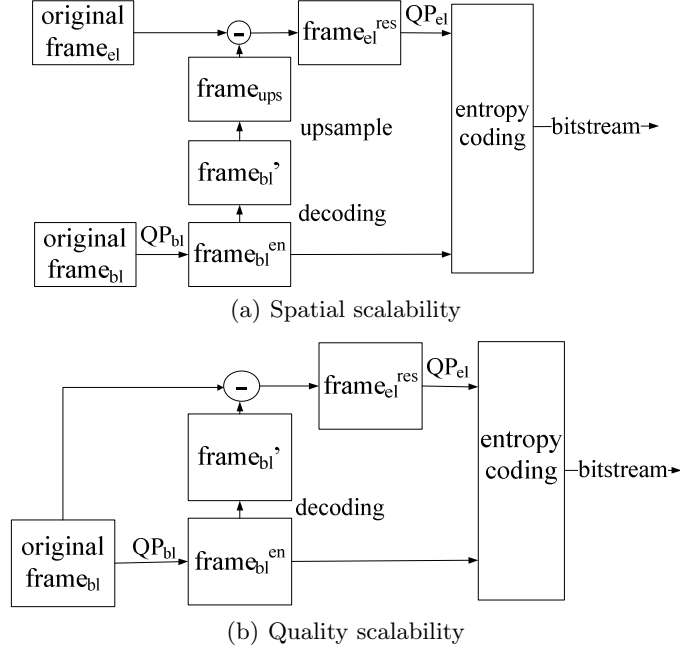 original
frame_el
-
frame_el^res
QP_el
frame_ups
upsample
entropy
coding
bitstream
frame_bl'
decoding
original
frame_bl
QP_bl
frame_bl^en
(a) Spatial scalability
-
frame_el^res
QP_el
entropy
coding
bitstream
frame_bl'
decoding
original
frame_bl
QP_bl
frame_bl^en
(b) Quality scalability